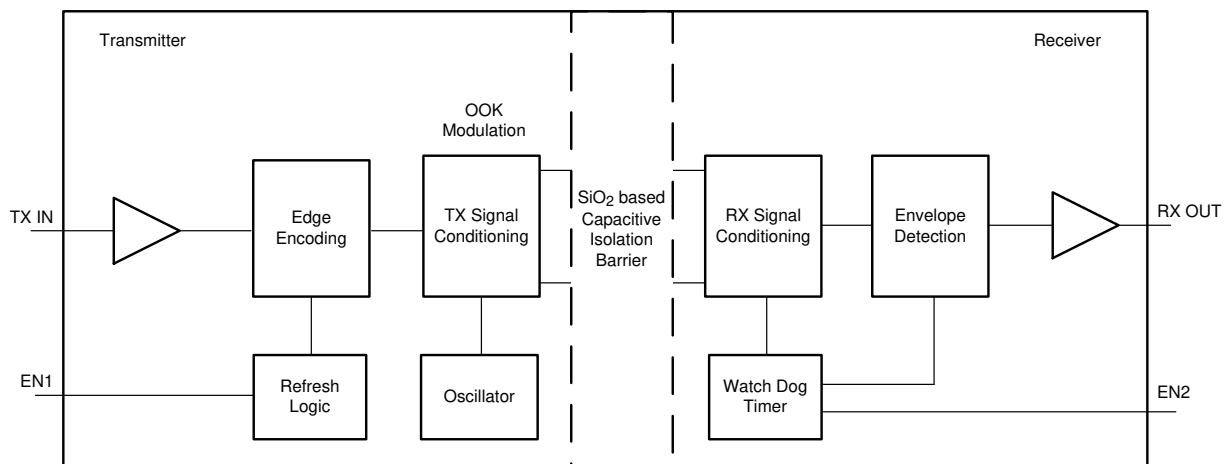 Transmitter
Receiver
OOK
Modulation
TX IN
Edge
Encoding
TX Signal
Conditioning
SiO2 based
Capacitive
Isolation
Barrier
RX Signal
Conditioning
Envelope
Detection
RX OUT
EN1
Refresh
Logic
Oscillator
Watch Dog
Timer
EN2